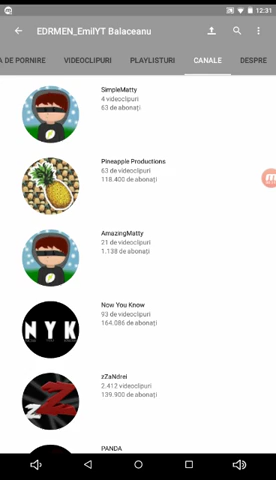 12:31
EDRMEN_EmilYT Balaceanu
A DE PORNIRE VIDEOCLIPURI PLAYLISTURI CANALE DESPRE
SimpleMatty
4 videoclipuri
63 de abonați
Pineapple Productions
63 de videoclipuri
118.400 de abonați
AmazingMatty
21 de videoclipuri
1.138 de abonați
NYK
Now You Know
93 de videoclipuri
164.086 de abonați
zZ
zZaNdrei
2.412 videoclipuri
139.900 de abonați
PANDA